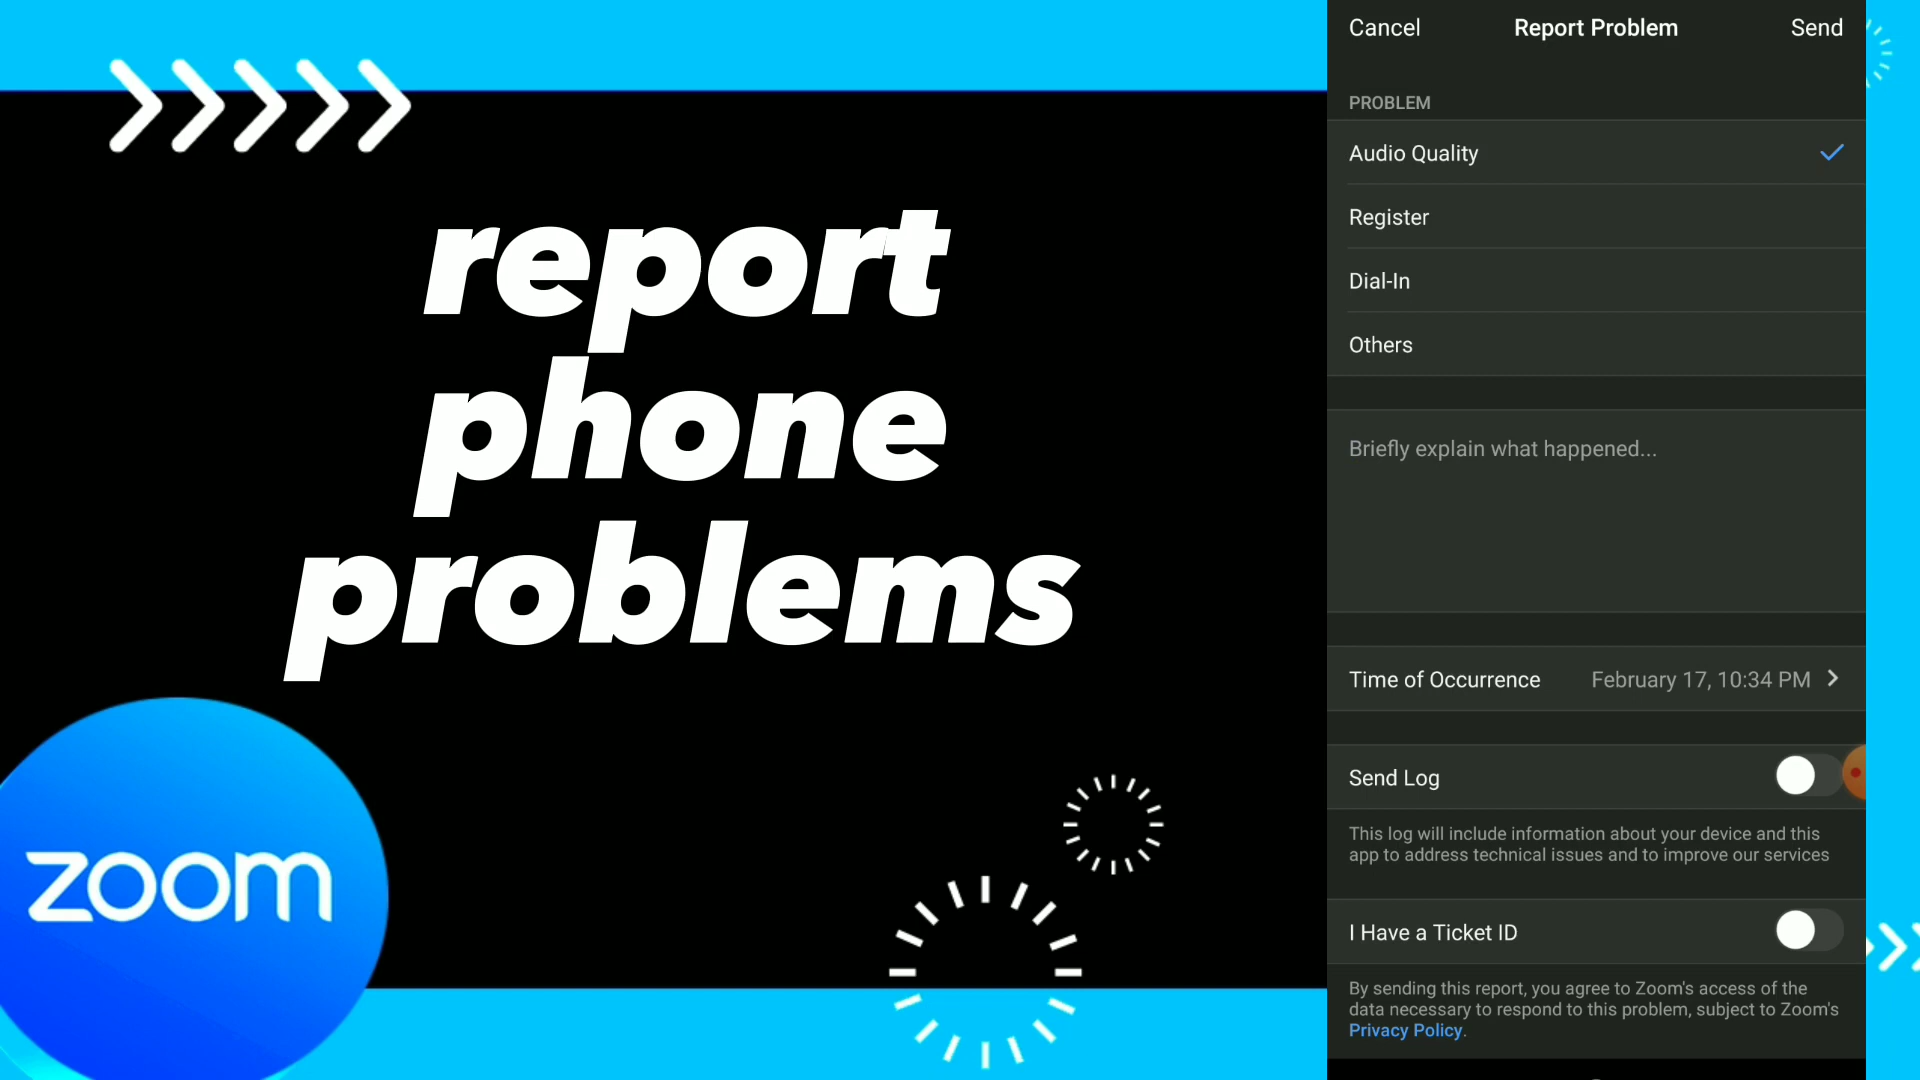 report
phone
problems
zoom
Cancel
Report Problem
Send
PROBLEM
Audio Quality
Register
Dial-In
Others
Briefly explain what happened...
Time of Occurrence
February 17, 10:34 PM
Send Log
This log will include information about your device and this
app to address technical issues and to improve our services
I Have a Ticket ID
By sending this report, you agree to Zoom's access of the
data necessary to respond to this problem, subject to Zoom's
Privacy Policy.